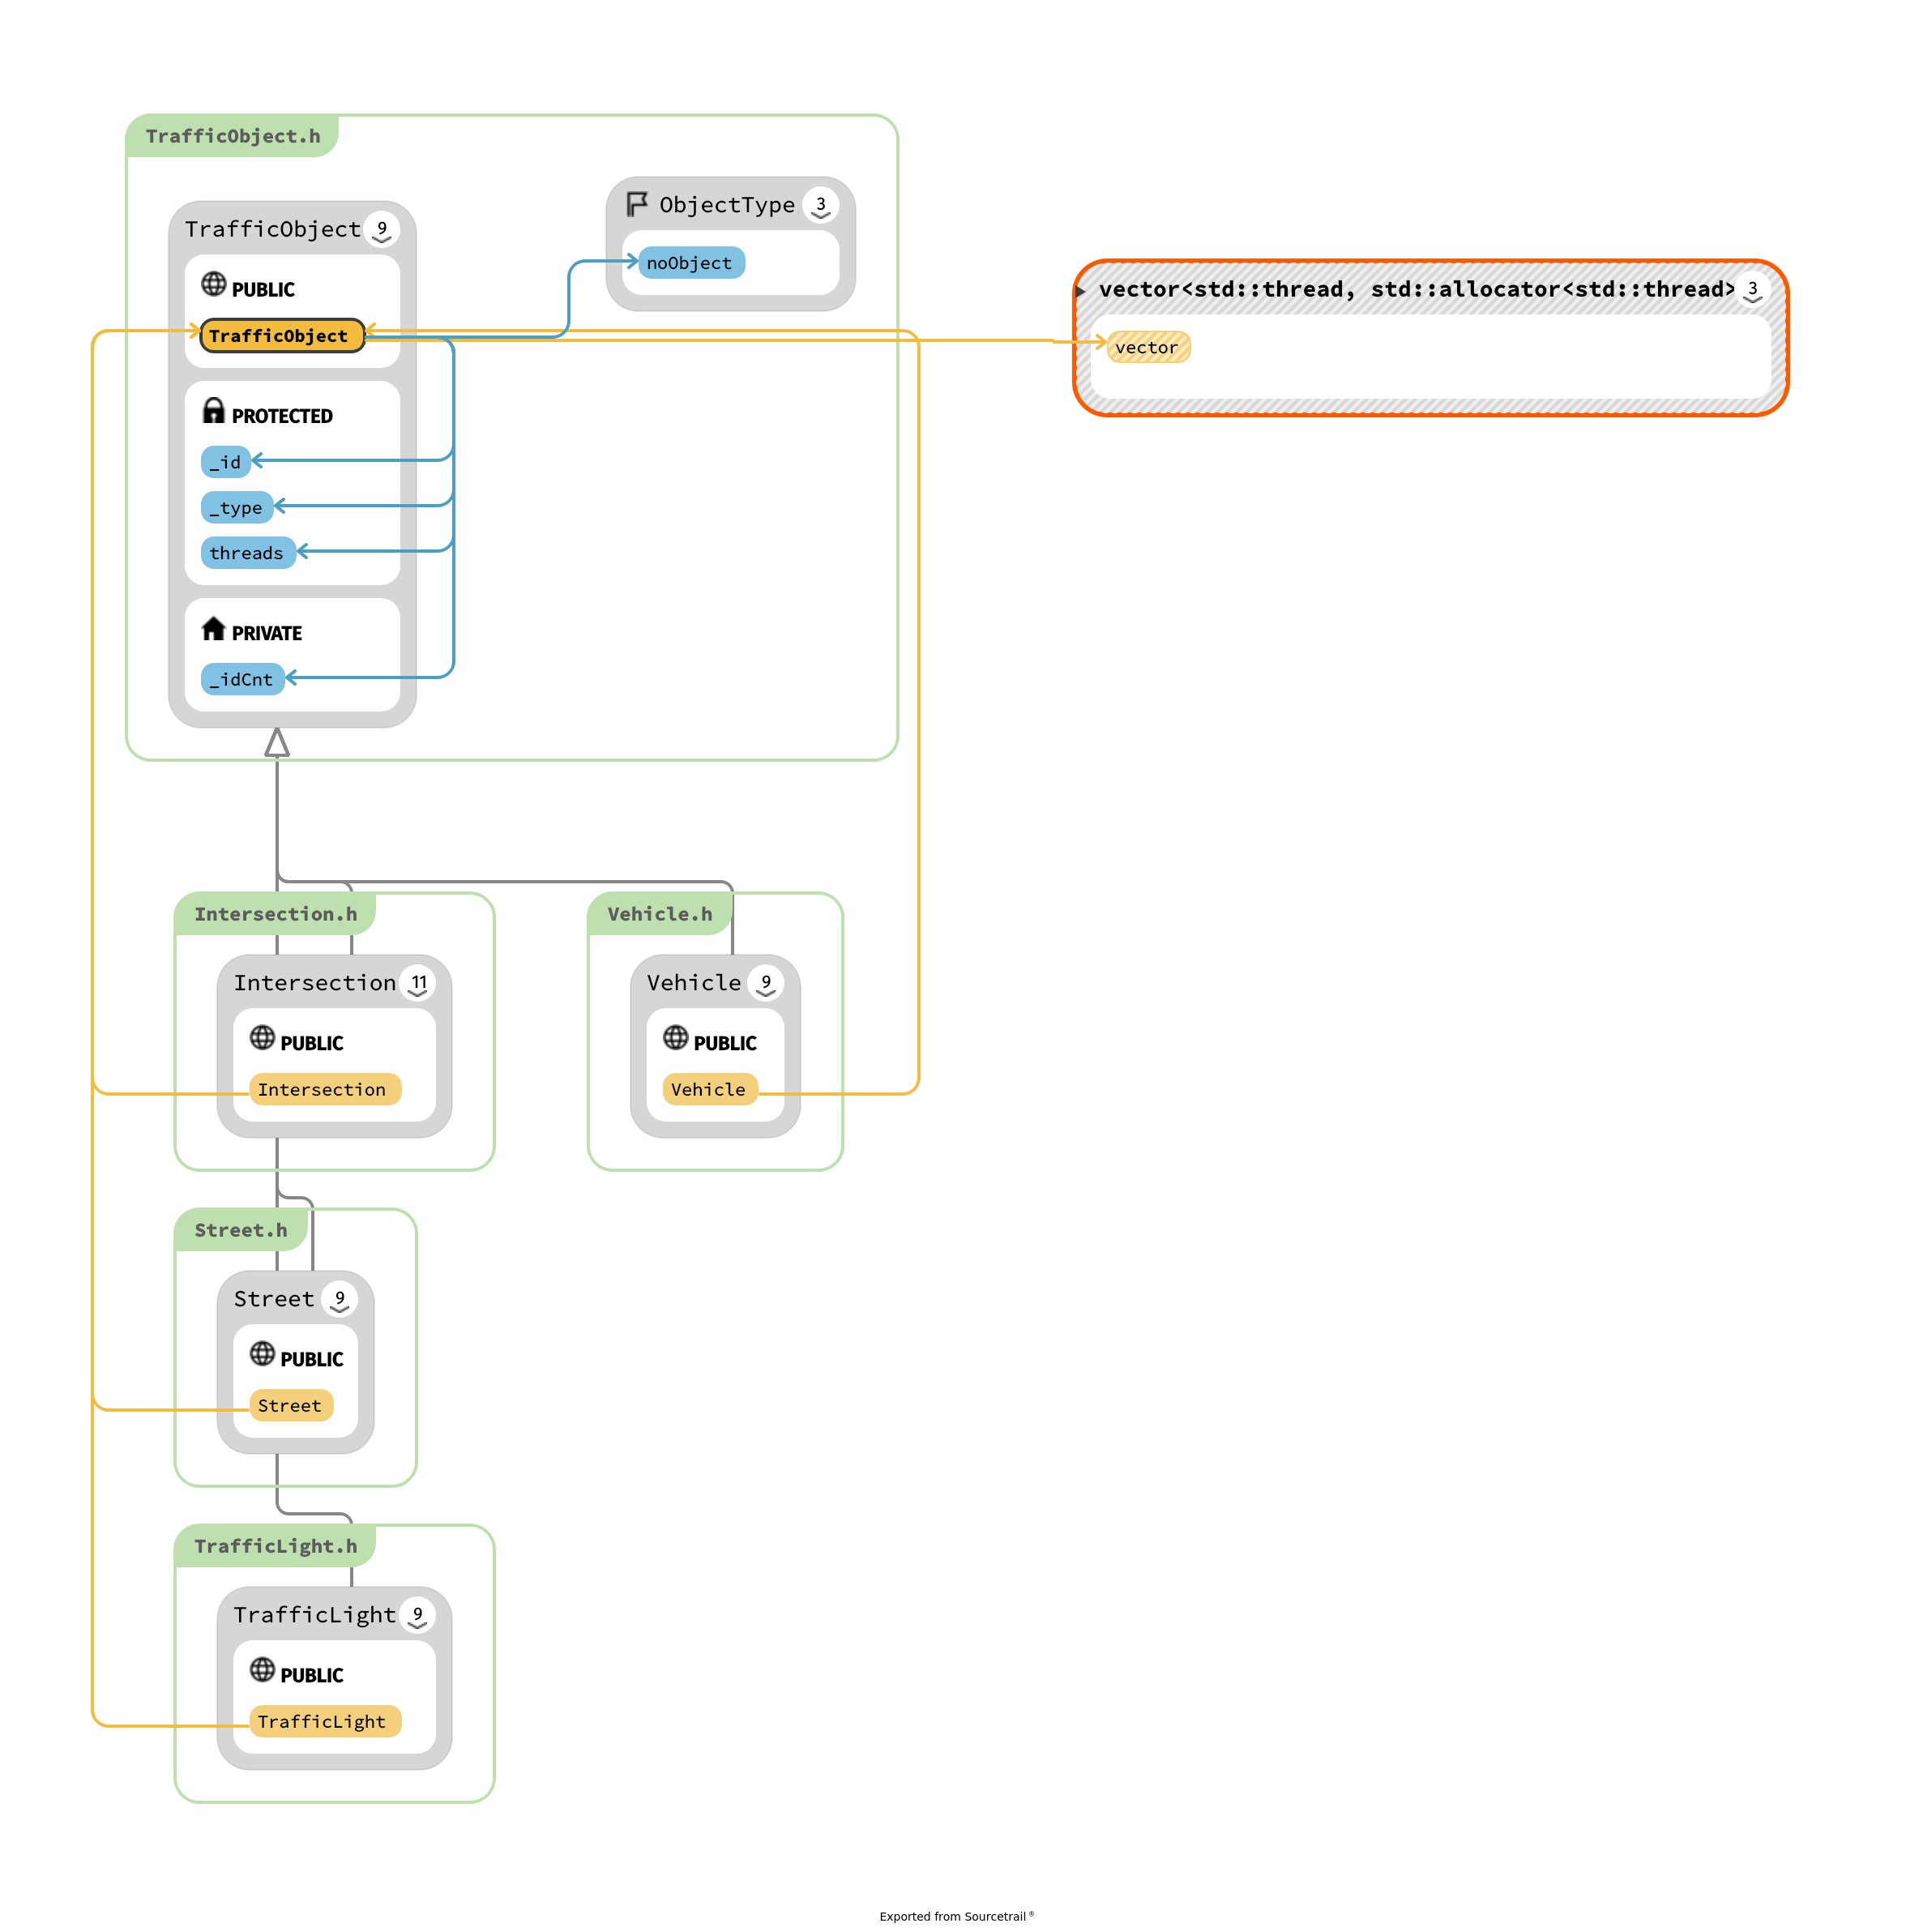 TrafficObject.h
TrafficObject 9
PUBLIC
TrafficObject
PROTECTED
_id
_type
threads
PRIVATE
_idCnt
ObjectType 3
noObject
vector<std::thread, std::allocator<std::thread> 3
vector
Intersection.h
Intersection 11
PUBLIC
Intersection
Vehicle.h
Vehicle 9
PUBLIC
Vehicle
Street.h
Street 9
PUBLIC
Street
TrafficLight.h
TrafficLight 9
PUBLIC
TrafficLight
Exported from Sourcetrail ®